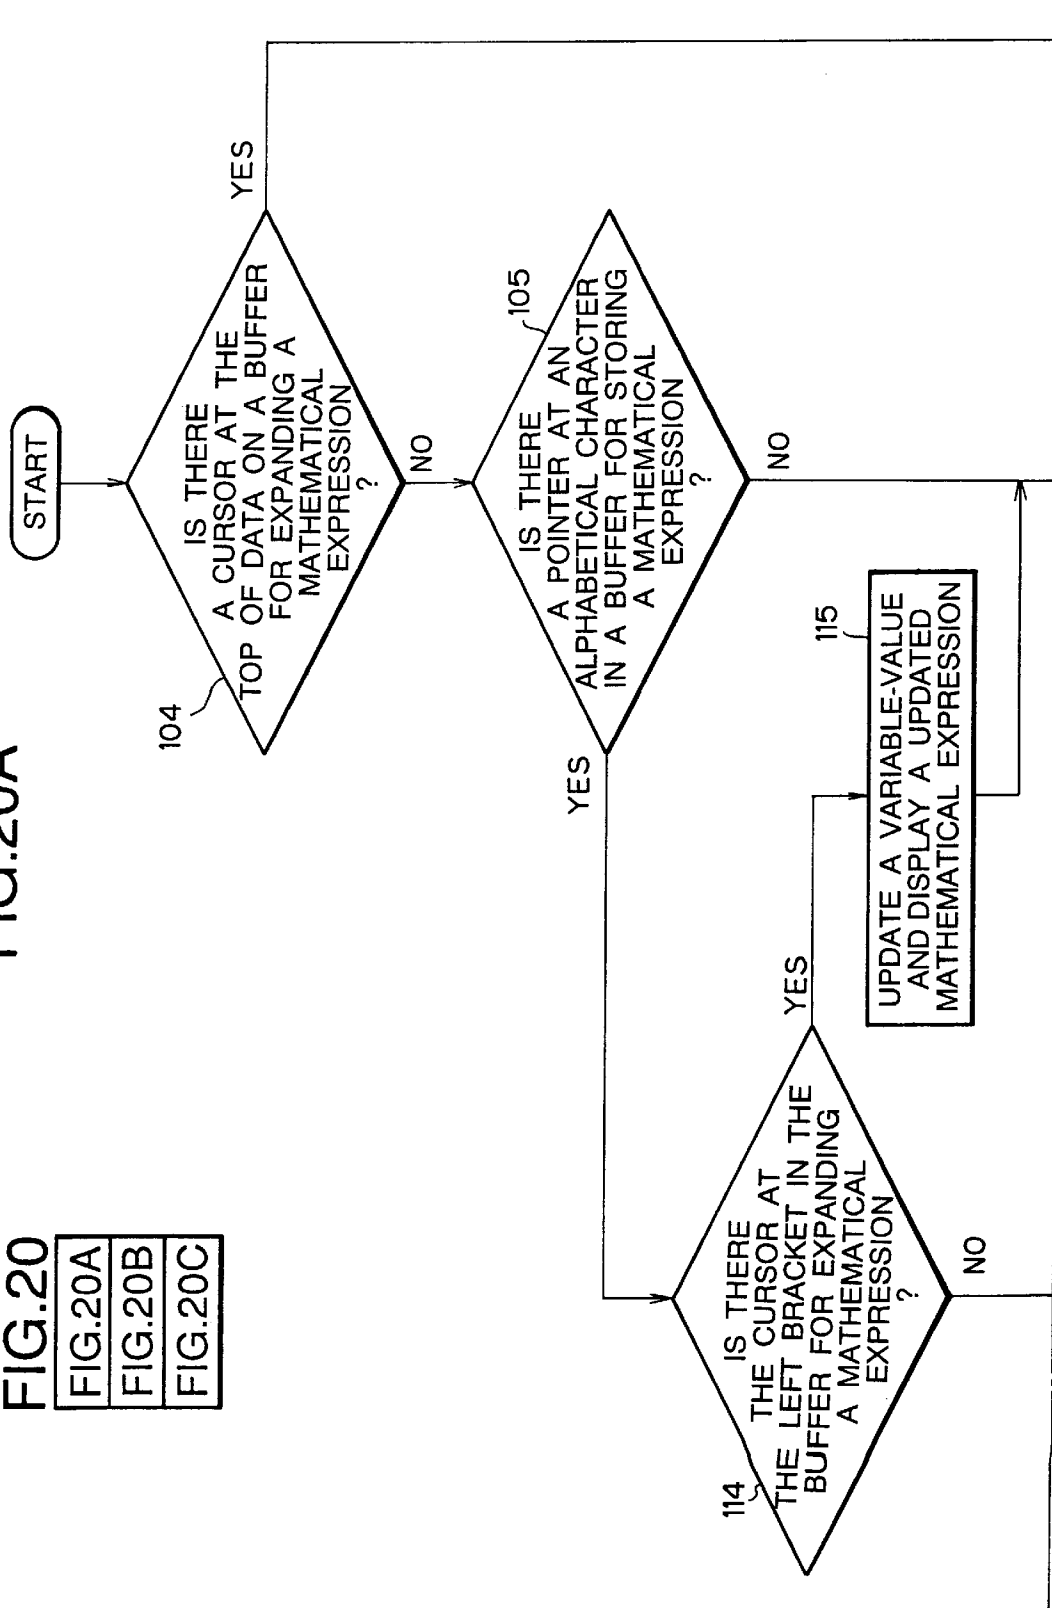 FIG.20
FIG.20A
FIG.20B
FIG.20C
FIG.20A
START
104
IS THERE
A CURSOR AT THE
TOP OF DATA ON A BUFFER
FOR EXPANDING A
MATHEMATICAL
EXPRESSION
?
YES
NO
105
IS THERE
A POINTER AT AN
ALPHABETICAL CHARACTER
IN A BUFFER FOR STORING
A MATHEMATICAL
EXPRESSION
?
YES
NO
114
IS THERE
THE CURSOR AT
THE LEFT BRACKET IN THE
BUFFER FOR EXPANDING
A MATHEMATICAL
EXPRESSION
?
YES
NO
115
UPDATE A VARIABLE-VALUE
AND DISPLAY A UPDATED
MATHEMATICAL EXPRESSION